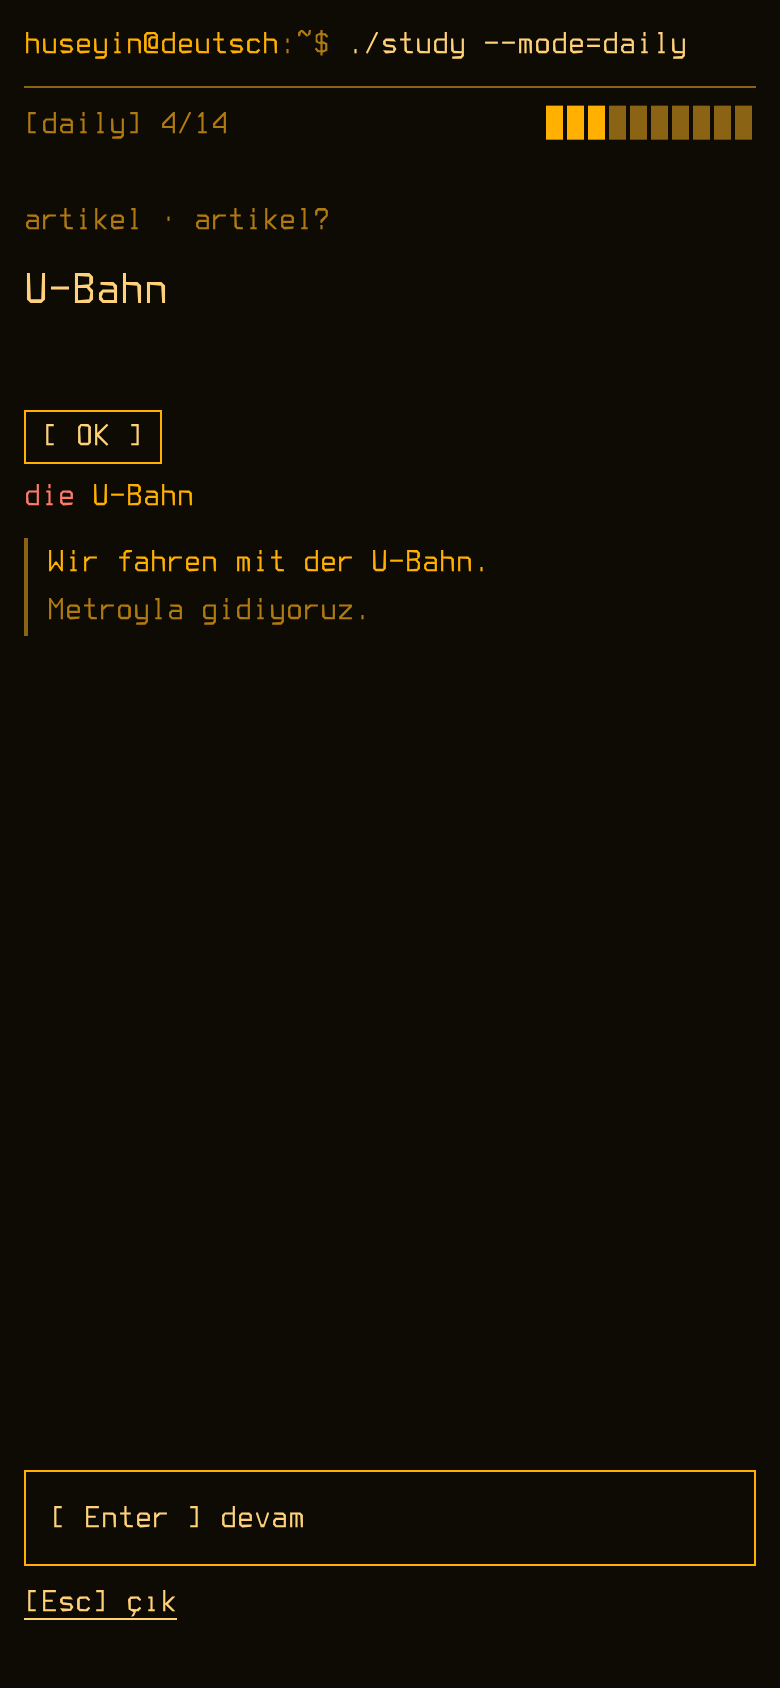 huseyin@deutsch:~$ ./study --mode=daily
[daily] 4/14
artikel · artikel?
U-Bahn
[ OK ]
die U-Bahn
Wir fahren mit der U-Bahn.
Metroyla gidiyoruz.
[ Enter ] devam
[Esc] çık